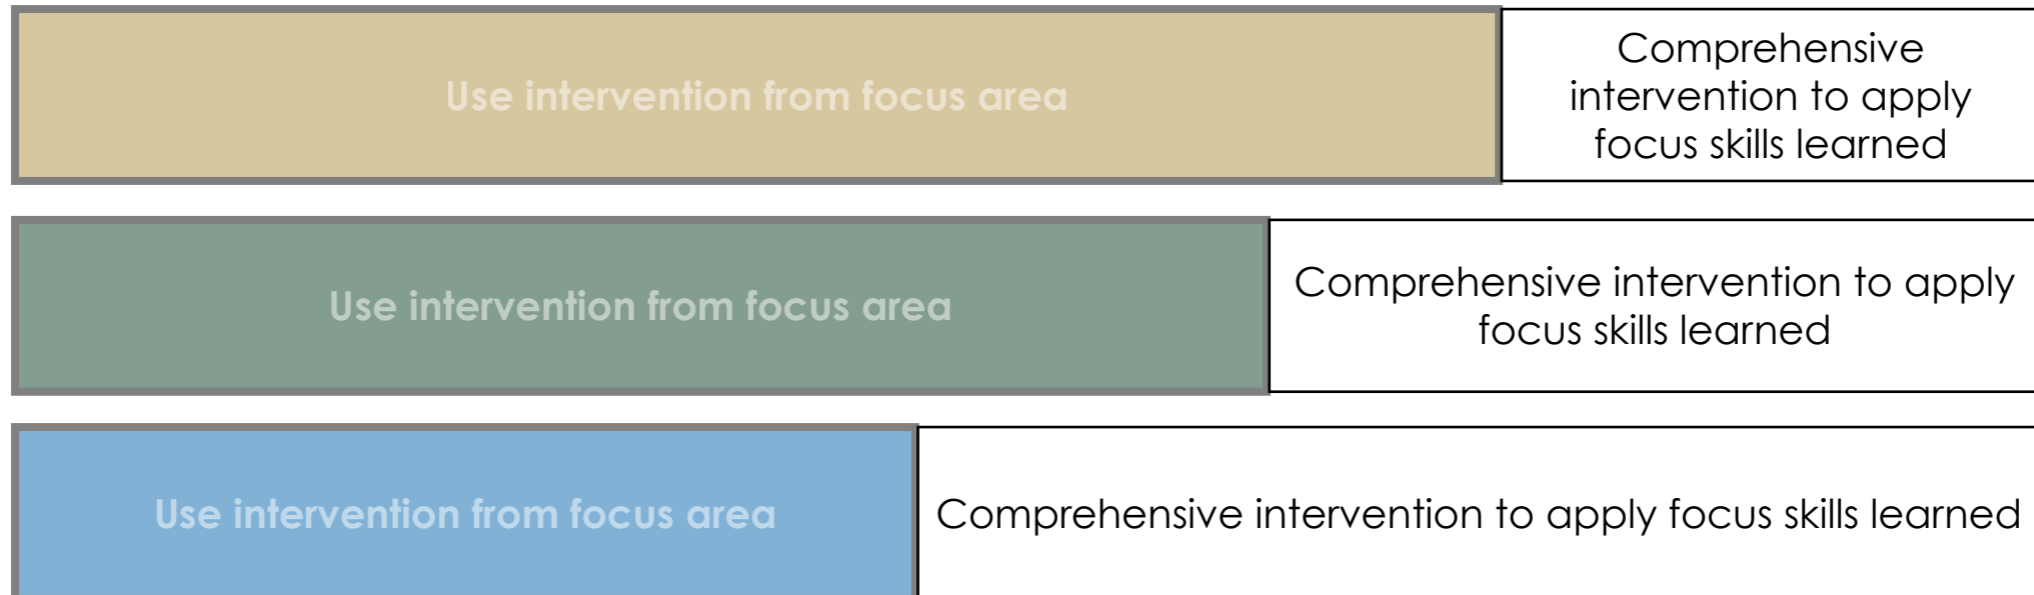 Use intervention from focus area
Comprehensive
intervention to apply
focus skills learned
Use intervention from focus area
Comprehensive intervention to apply
focus skills learned
Use intervention from focus area
Comprehensive intervention to apply focus skills learned